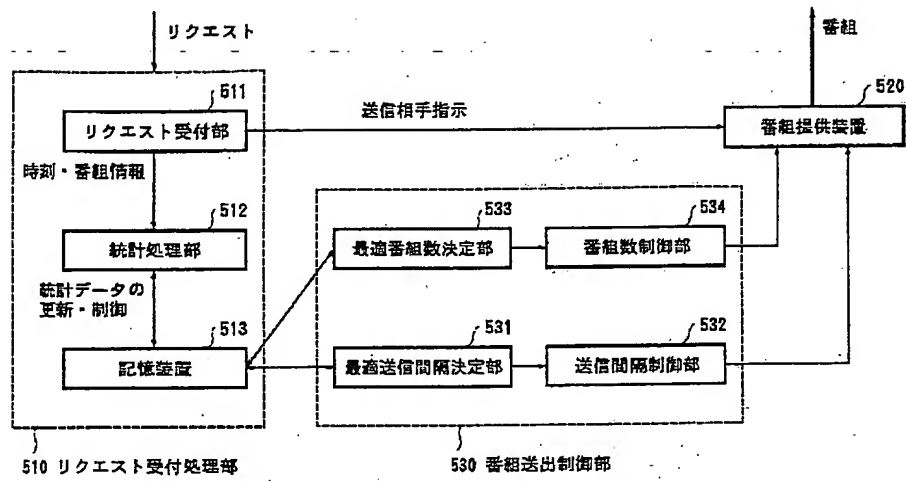 リクエスト
番組
511
リクエスト受付部
送信相手指示
520
番組提供装置
時刻・番組情報
512
統計処理部
533
最適番組数決定部
534
番組数制御部
統計データの
更新・制御
513
記憶装置
531
最適送信間隔決定部
532
送信間隔制御部
510 リクエスト受付処理部
530 番組送出制御部